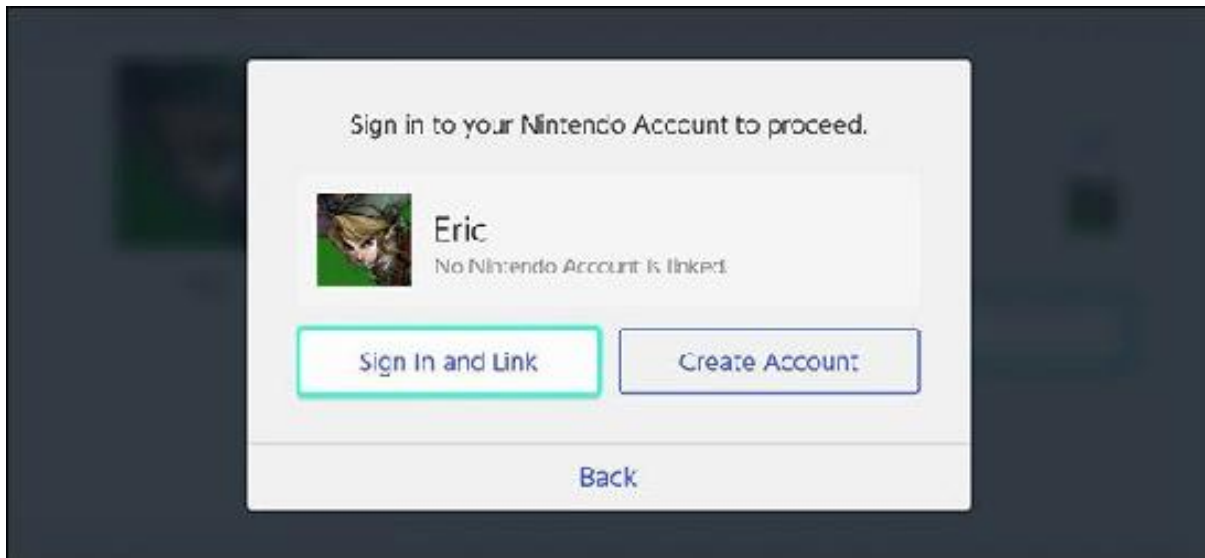 Sign in to your Nintendo Account to proceed.
Eric
No Nintendo Account is linked.
Sign In and Link
Create Account
Back